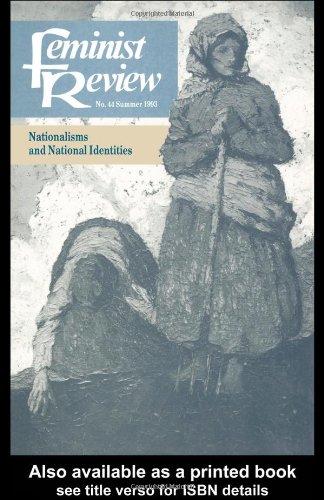 Feminist
Review
No. 44 Summer 1993
Nationalisms
and National Identities
Also available as a printed book
see title verso for ISBN details